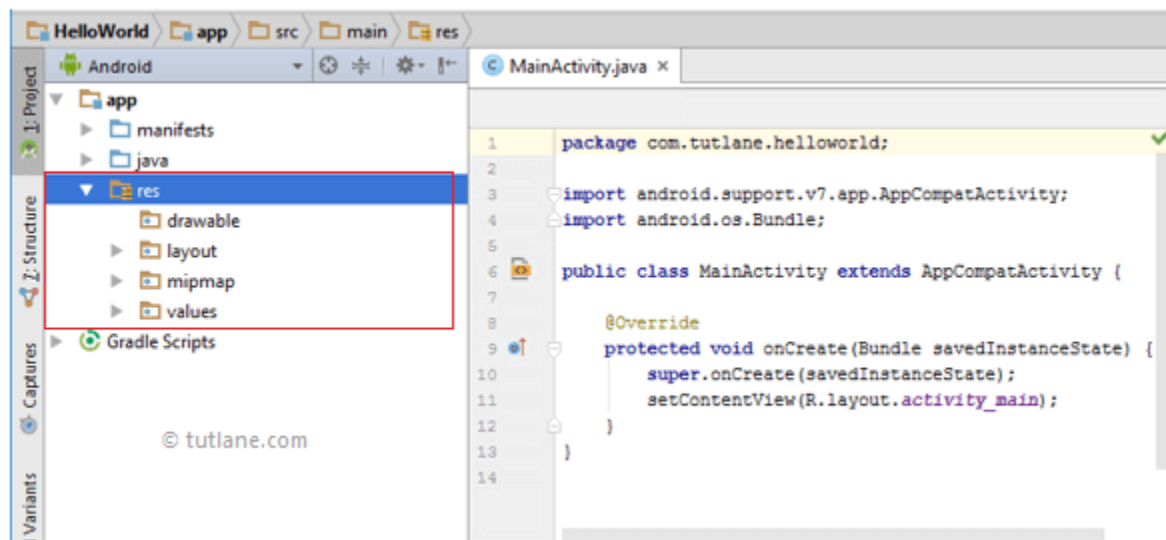 HelloWorld app src main res
1: Project
Android
MainActivity.java ×
app
manifests
java
res
drawable
layout
mipmap
values
Gradle Scripts
© tutlane.com
Z: Structure
Captures
Variants
1 package com.tutlane.helloworld;
2
3 import android.support.v7.app.AppCompatActivity;
4 import android.os.Bundle;
5
6 public class MainActivity extends AppCompatActivity {
7
8 @Override
9 protected void onCreate(Bundle savedInstanceState) {
10 super.onCreate(savedInstanceState);
11 setContentView(R.layout.activity_main);
12 }
13 }
14